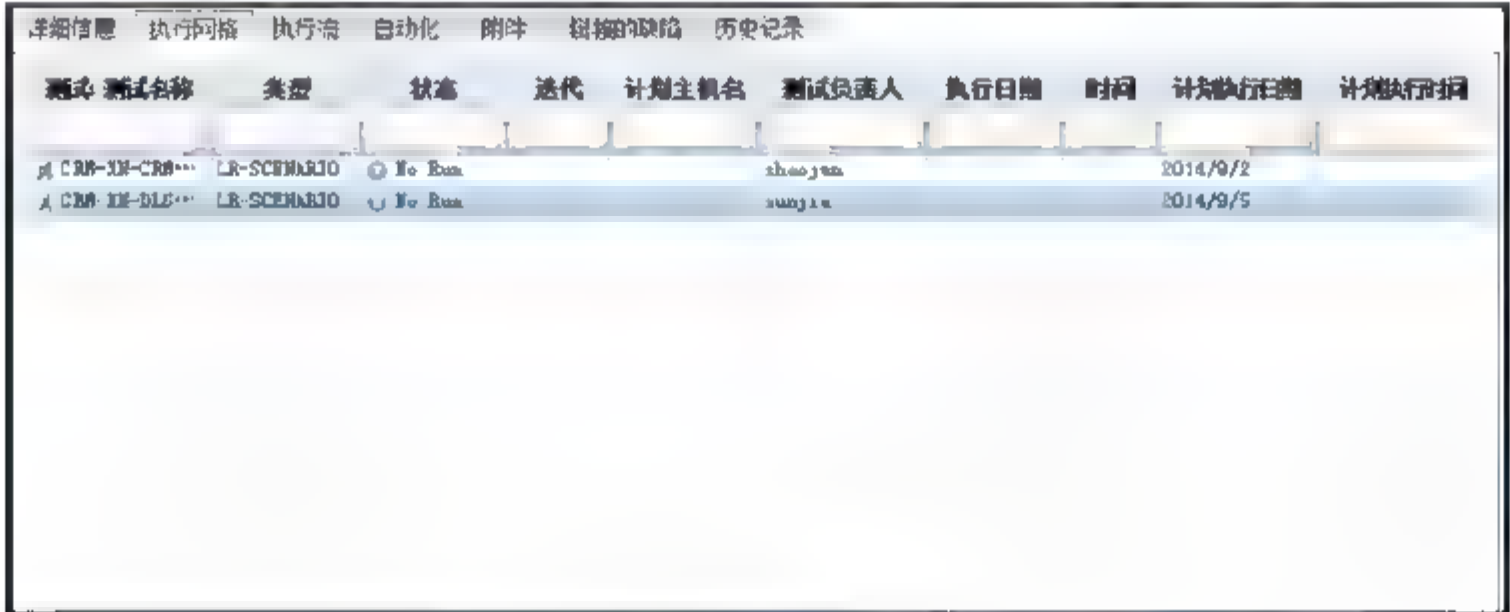 详细信息 执行网格 执行流 自动化 附件 链接的缺陷 历史记录
测试: 测试名称 类型 状态 迭代 计划主机名 测试负责人 执行日期 时间 计划执行日期 计划执行时间
LR-SCENARIO No Run 2014/9/2
LR-SCENARIO No Run 2014/9/5